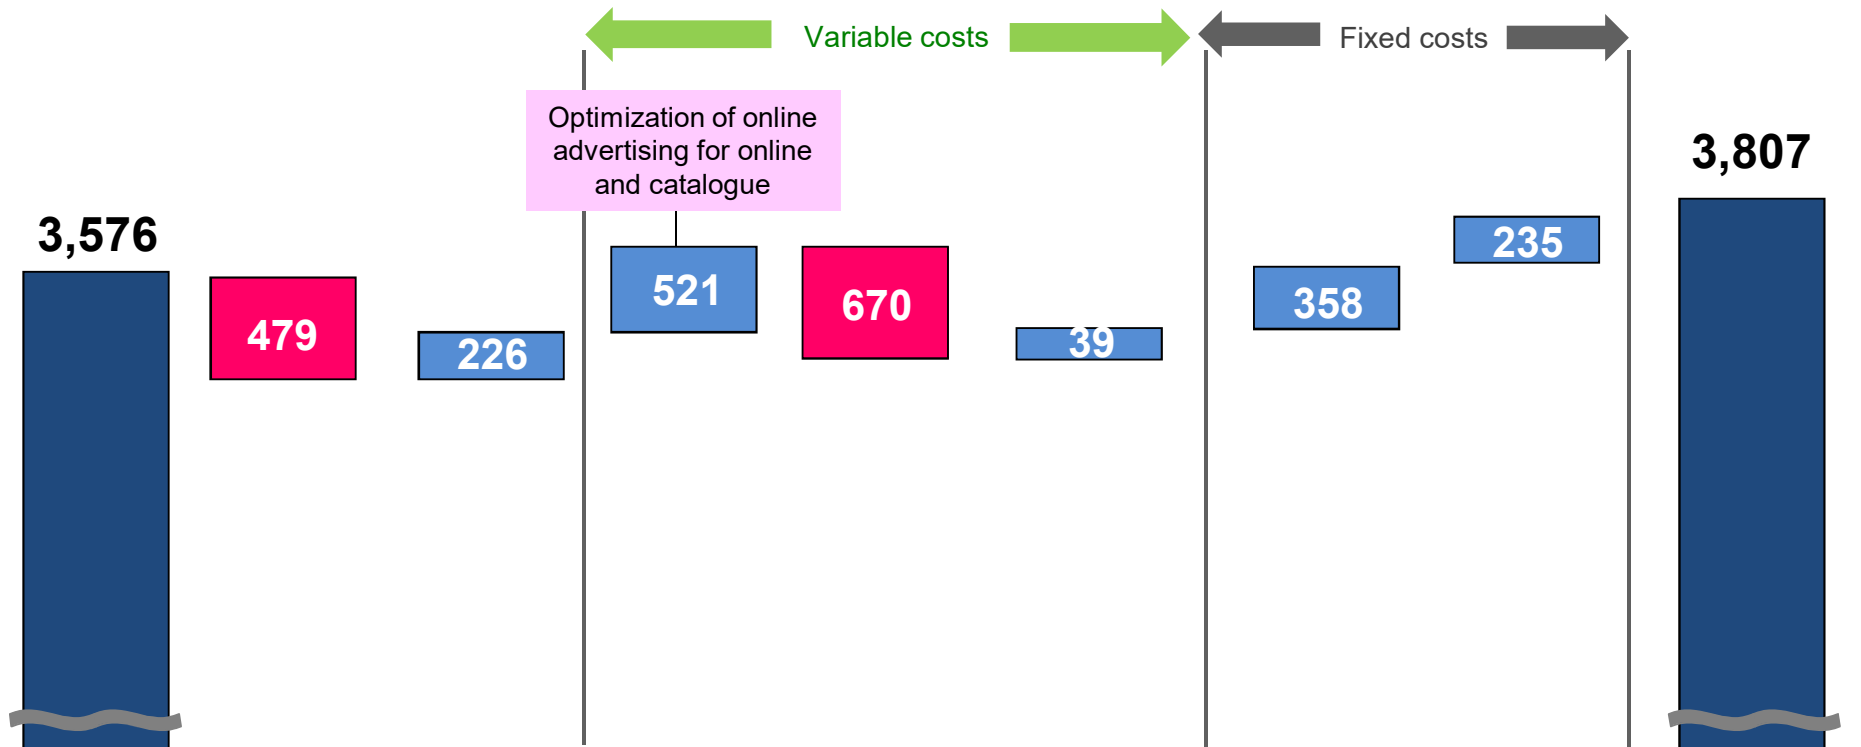 Variable costs
Fixed costs
Optimization of online
advertising for online
and catalogue
3,807
3,576
479
226
521
670
39
358
235